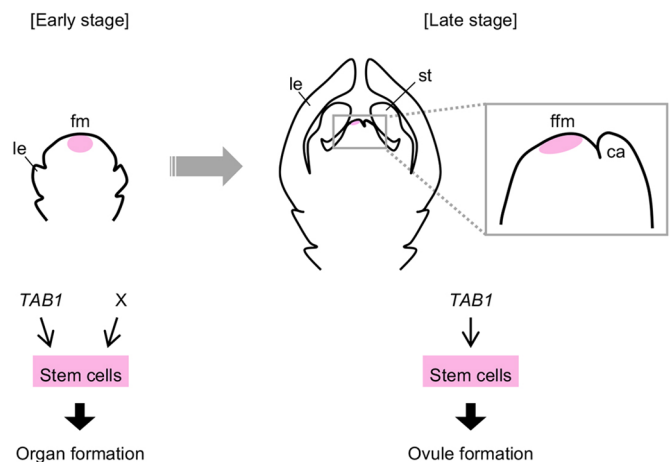 [Early stage]
[Late stage]
fm
le
le
st
ffm
ca
TAB1
X
Stem cells
Organ formation
TAB1
Stem cells
Ovule formation